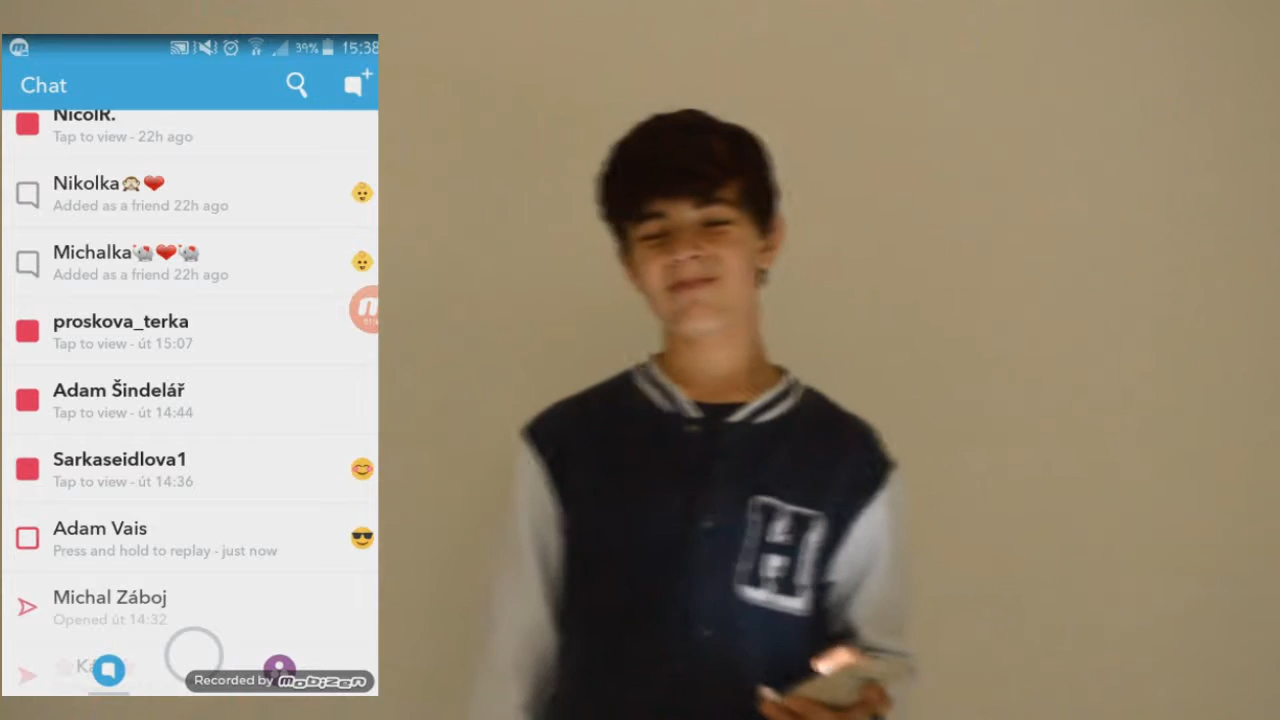 39% 15:38
Chat
NicolR.
Tap to view - 22h ago
Nikolka
Added as a friend 22h ago
Michalka
Added as a friend 22h ago
proskova_terka
Tap to view - út 15:07
Adam Šindelář
Tap to view - út 14:44
Sarkaseidlova1
Tap to view - út 14:36
Adam Vais
Press and hold to replay - just now
Michal Záboj
Opened út 14:32
Recorded by mobizen
H